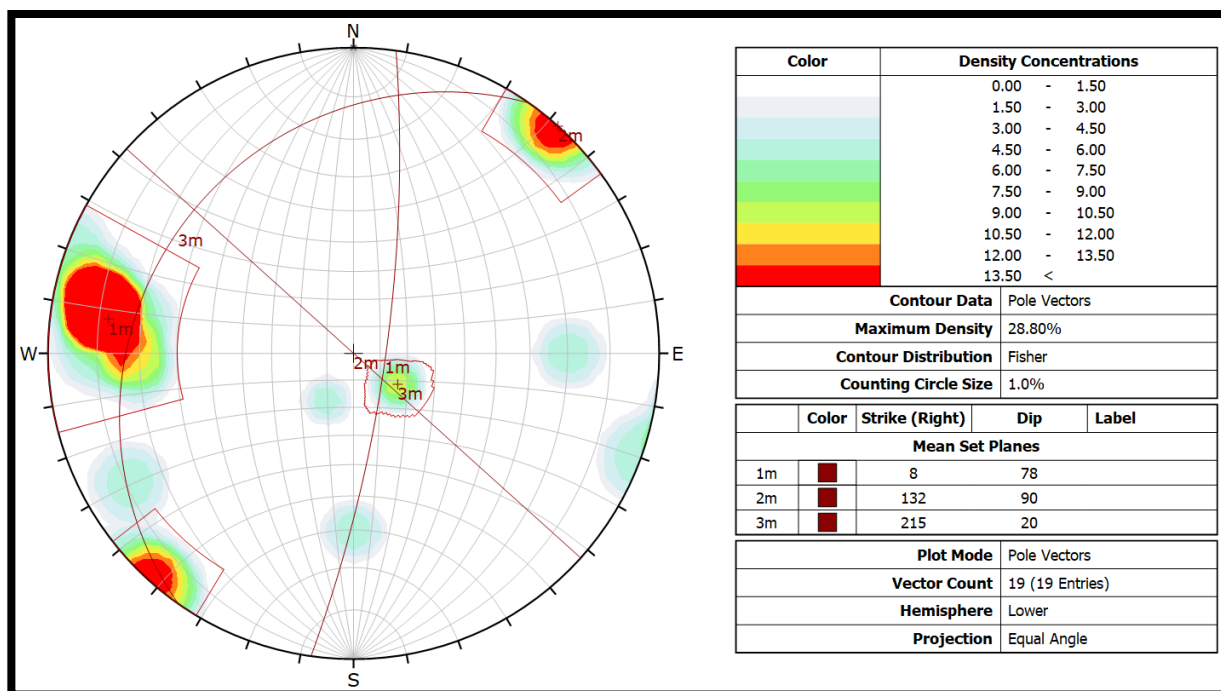 N
2m
3m
1m
W
E
2m
1m
3m
S
Color Density Concentrations
0.00 - 1.50
1.50 - 3.00
3.00 - 4.50
4.50 - 6.00
6.00 - 7.50
7.50 - 9.00
9.00 - 10.50
10.50 - 12.00
12.00 - 13.50
13.50 <
Contour Data Pole Vectors
Maximum Density 28.80%
Contour Distribution Fisher
Counting Circle Size 1.0%
Color Strike (Right) Dip Label
Mean Set Planes
1m 8 78
2m 132 90
3m 215 20
Plot Mode Pole Vectors
Vector Count 19 (19 Entries)
Hemisphere Lower
Projection Equal Angle